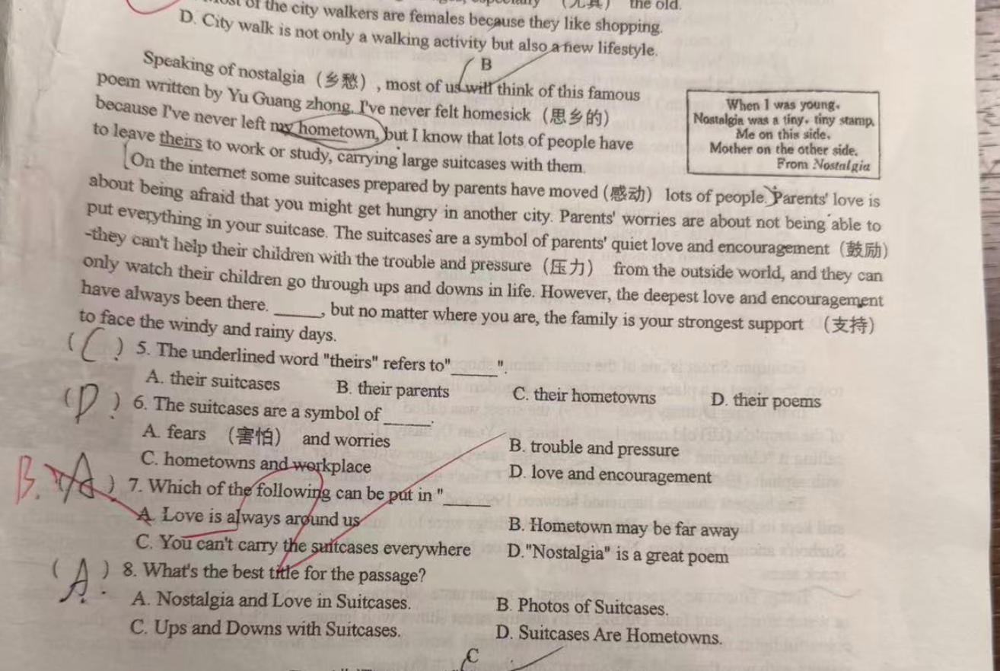 the old.
of the city walkers are females because they like shopping.
D. City walk is not only a walking activity but also a new lifestyle.
B
Speaking of nostalgia（乡愁）, most of us will think of this famous
poem written by Yu Guang zhong. I've never felt homesick（思乡的）
because I've never left my hometown, but I know that lots of people have
to leave theirs to work or study, carrying large suitcases with them.
When I was young,
Nostalgia was a tiny, tiny stamp.
Me on this side,
Mother on the other side.
From Nostalgia
On the internet some suitcases prepared by parents have moved (感动） lots of people. Parents' love is
about being afraid that you might get hungry in another city. Parents' worries are about not being able to
put everything in your suitcase. The suitcases are a symbol of parents' quiet love and encouragement（鼓励）
-they can't help their children with the trouble and pressure（压力） from the outside world, and they can
only watch their children go through ups and downs in life. However, the deepest love and encouragement
have always been there. _____, but no matter where you are, the family is your strongest support （支持）
to face the windy and rainy days.
( C ) 5. The underlined word "theirs" refers to"_____".
A. their suitcases B. their parents C. their hometowns D. their poems
( D ) 6. The suitcases are a symbol of _____.
A. fears （害怕） and worries B. trouble and pressure
C. hometowns and workplace D. love and encouragement
B. ( A ) 7. Which of the following can be put in "_____
A. Love is always around us B. Hometown may be far away
C. You can't carry the suitcases everywhere D."Nostalgia" is a great poem
( A ) 8. What's the best title for the passage?
A. Nostalgia and Love in Suitcases. B. Photos of Suitcases.
C. Ups and Downs with Suitcases. D. Suitcases Are Hometowns.
C